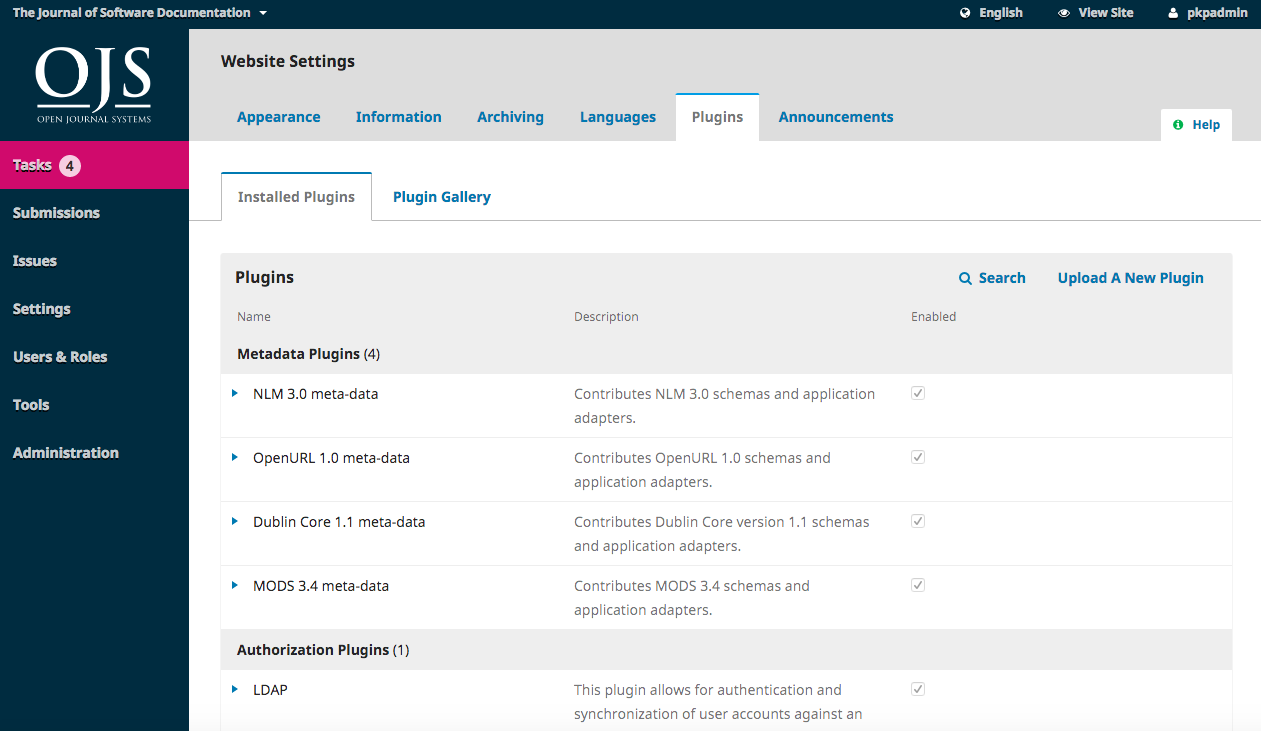 The Journal of Software Documentation
English
View Site
pkpadmin
OJS
OPEN JOURNAL SYSTEMS
Tasks 4
Submissions
Issues
Settings
Users & Roles
Tools
Administration
Website Settings
Appearance
Information
Archiving
Languages
Plugins
Announcements
Help
Installed Plugins
Plugin Gallery
Plugins
Search
Upload A New Plugin
Name
Description
Enabled
Metadata Plugins (4)
NLM 3.0 meta-data
Contributes NLM 3.0 schemas and application
adapters.
OpenURL 1.0 meta-data
Contributes OpenURL 1.0 schemas and
application adapters.
Dublin Core 1.1 meta-data
Contributes Dublin Core version 1.1 schemas
and application adapters.
MODS 3.4 meta-data
Contributes MODS 3.4 schemas and
application adapters.
Authorization Plugins (1)
LDAP
This plugin allows for authentication and
synchronization of user accounts against an